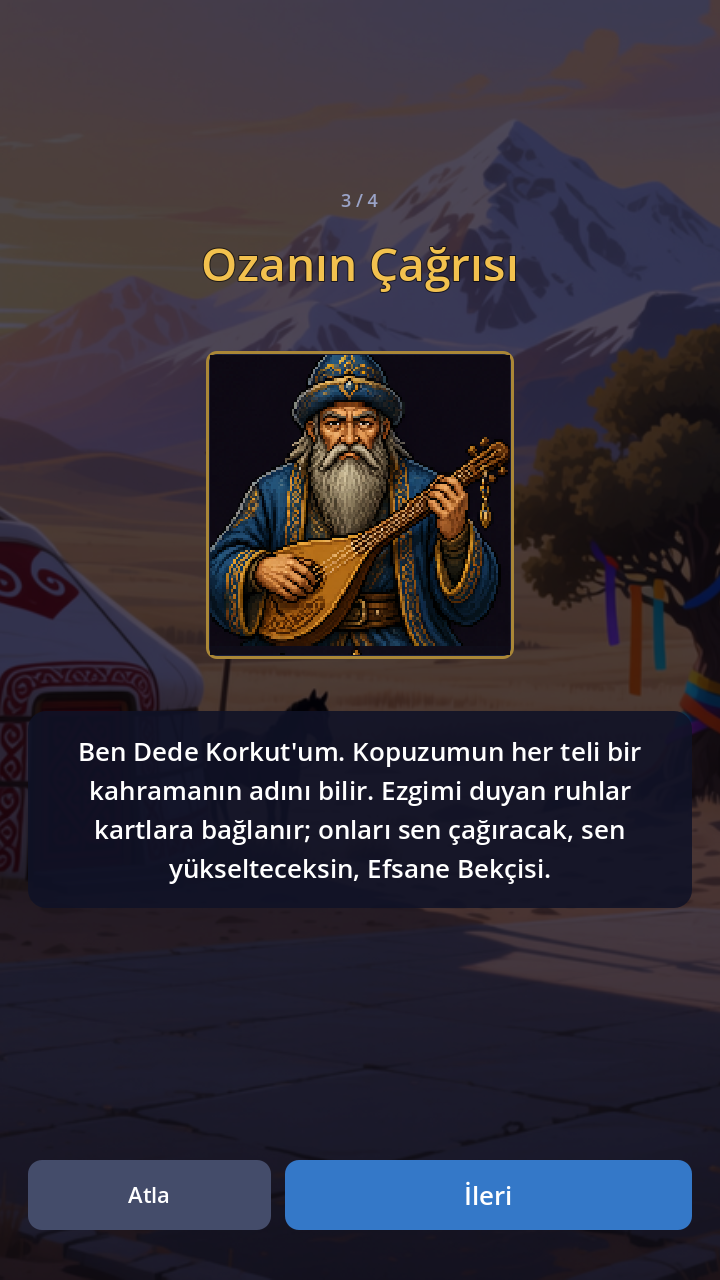 3 / 4
Ozanın Çağrısı
Ben Dede Korkut'um. Kopuzumun her teli bir
kahramanın adını bilir. Ezgimi duyan ruhlar
kartlara bağlanır; onları sen çağıracak, sen
yükselteceksin, Efsane Bekçisi.
Atla
İleri